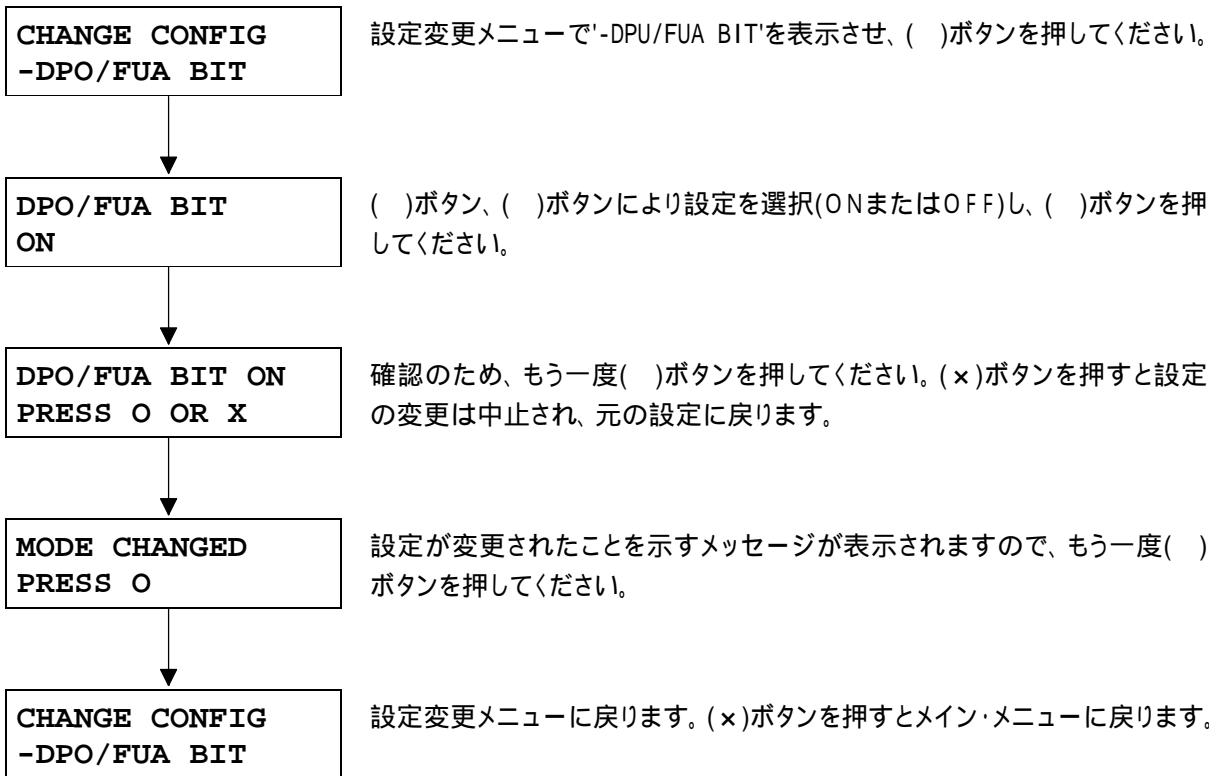 CHANGE CONFIG
-DPO/FUA BIT
設定変更メニューで'-DPU/FUA BIT'を表示させ、(　)ボタンを押してください。
DPO/FUA BIT
ON
(　)ボタン、(　)ボタンにより設定を選択(ONまたはOFF)し、(　)ボタンを押
してください。
DPO/FUA BIT ON
PRESS O OR X
確認のため、もう一度(　)ボタンを押してください。(×)ボタンを押すと設定
の変更は中止され、元の設定に戻ります。
MODE CHANGED
PRESS O
設定が変更されたことを示すメッセージが表示されますので、もう一度(　)
ボタンを押してください。
CHANGE CONFIG
-DPO/FUA BIT
設定変更メニューに戻ります。(×)ボタンを押すとメイン・メニューに戻ります。